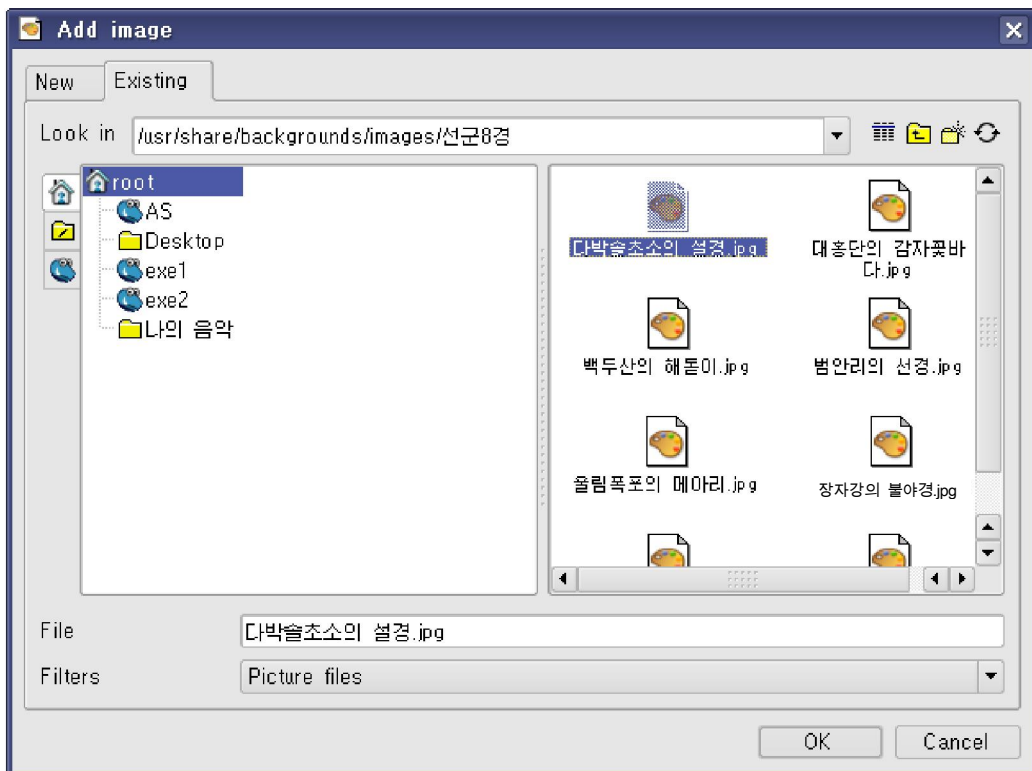 Add image
New
Existing
Look in
/usr/share/backgrounds/images/선군8경
root
AS
Desktop
exe1
exe2
나의 음악
다박솔초소의 설경.jpg
대홍단의 감자꽃바
다.jpg
백두산의 해돋이.jpg
범안리의 선경.jpg
울림폭포의 메아리.jpg
장자강의 불야경.jpg
File
다박솔초소의 설경.jpg
Filters
Picture files
OK
Cancel